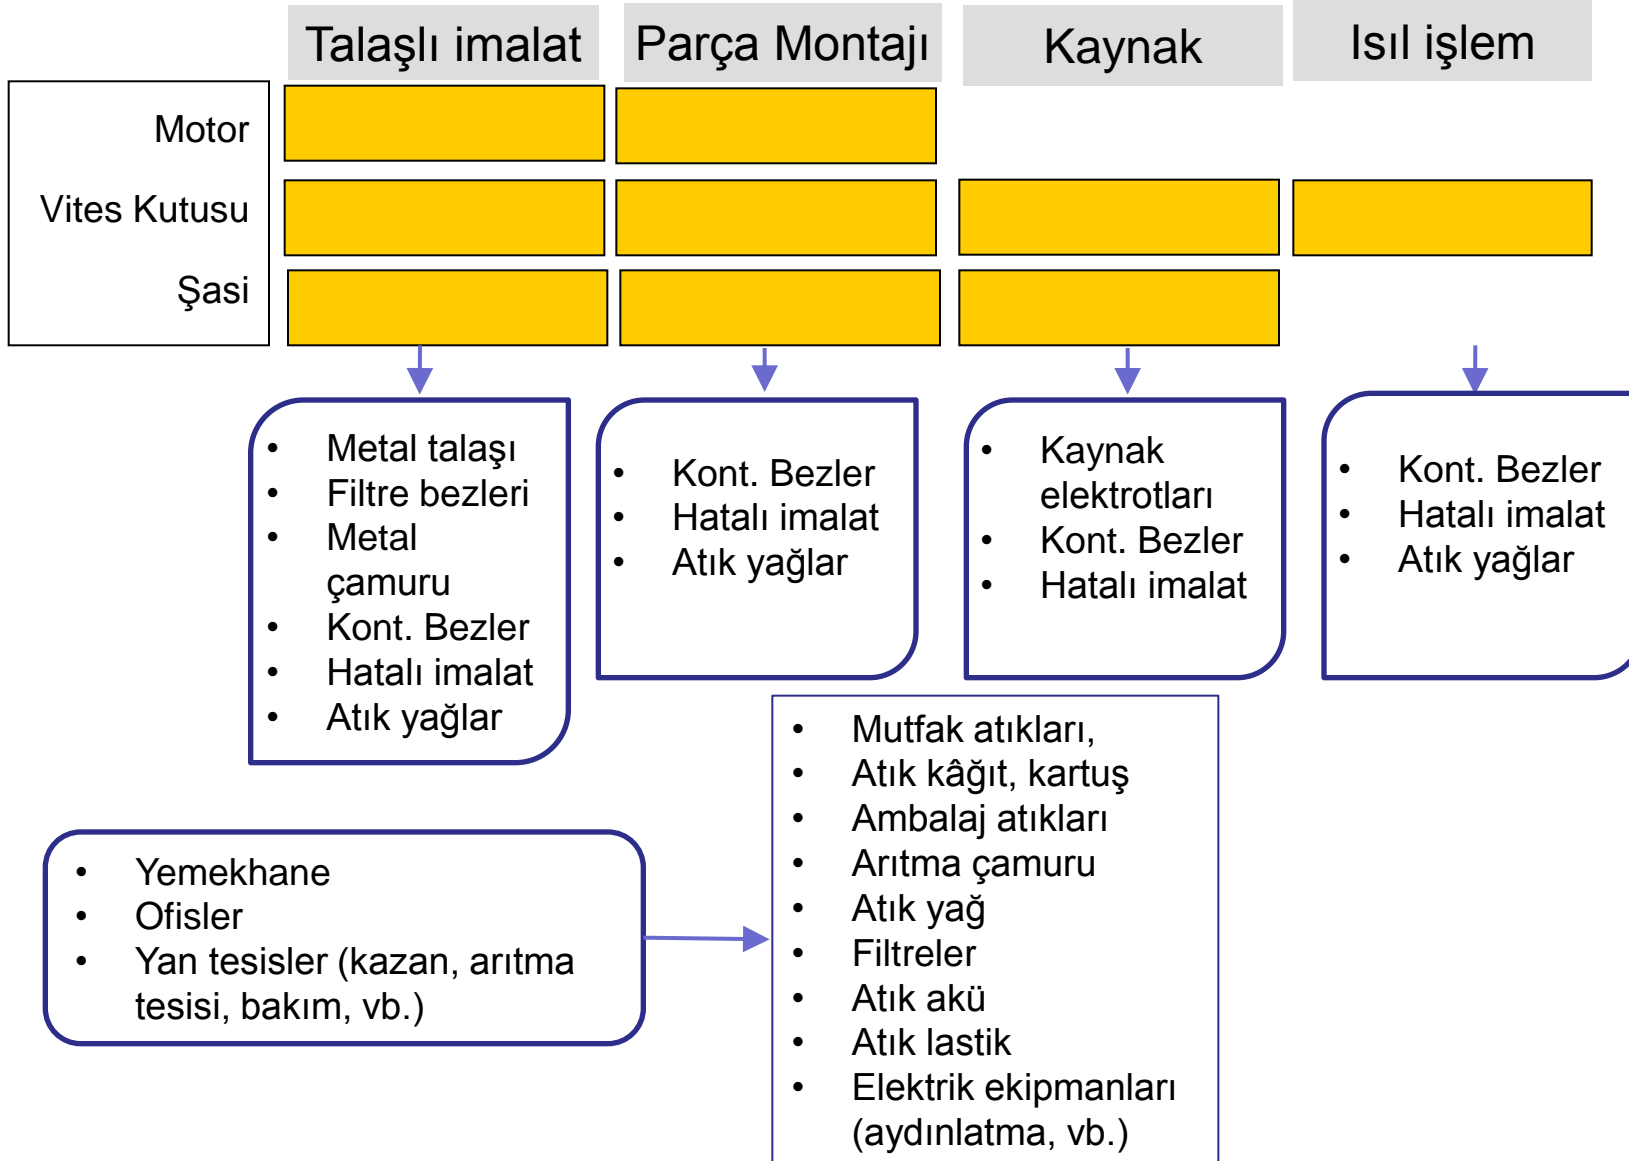 Talaşlı imalat
Parça Montajı
Kaynak
Isıl işlem
Motor
Vites Kutusu
Şasi
• Metal talaşı
• Filtre bezleri
• Metal
çamuru
• Kont. Bezler
• Hatalı imalat
• Atık yağlar
• Kont. Bezler
• Hatalı imalat
• Atık yağlar
• Kaynak
elektrotları
• Kont. Bezler
• Hatalı imalat
• Kont. Bezler
• Hatalı imalat
• Atık yağlar
• Yemekhane
• Ofisler
• Yan tesisler (kazan, arıtma
tesisi, bakım, vb.)
• Mutfak atıkları,
• Atık kâğıt, kartuş
• Ambalaj atıkları
• Arıtma çamuru
• Atık yağ
• Filtreler
• Atık akü
• Atık lastik
• Elektrik ekipmanları
(aydınlatma, vb.)